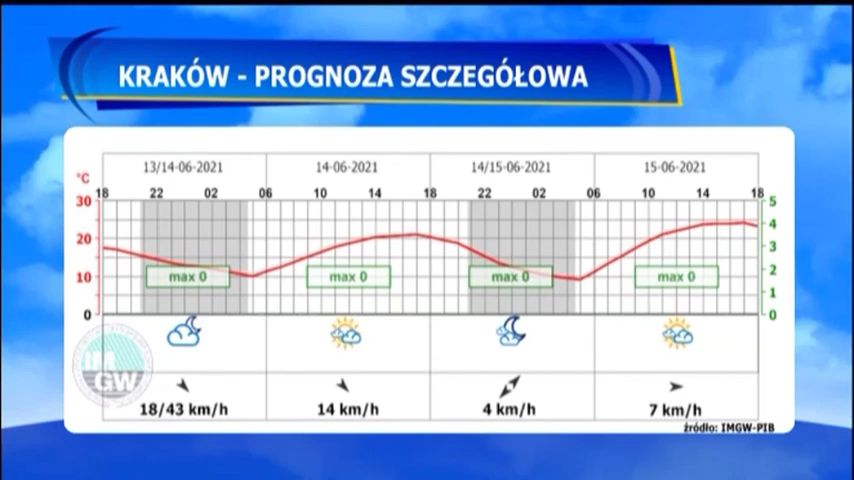 KRAKÓW - PROGNOZA SZCZEGÓŁOWA
13/14-06-2021 14-06-2021 14/15-06-2021 15-06-2021
°C
18 22 02 06 10 14 18 22 02 06 10 14 18
30 5
4
20
3
max 0 max 0 max 0 max 0
10 2
1
0 0
IM
GW
18/43 km/h 14 km/h 4 km/h 7 km/h
źródło: IMGW-PIB